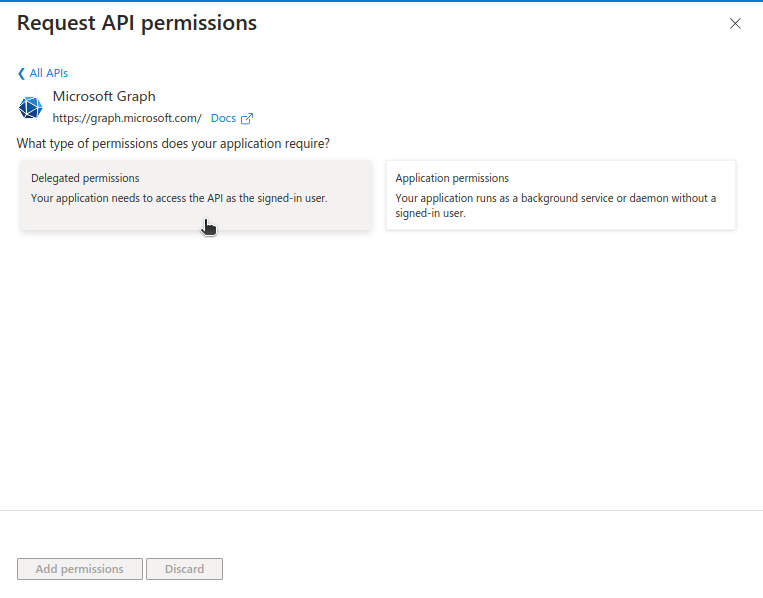 Request API permissions
All APIs
Microsoft Graph
https://graph.microsoft.com/ Docs
What type of permissions does your application require?
Delegated permissions
Your application needs to access the API as the signed-in user.
Application permissions
Your application runs as a background service or daemon without a
signed-in user.
Add permissions
Discard